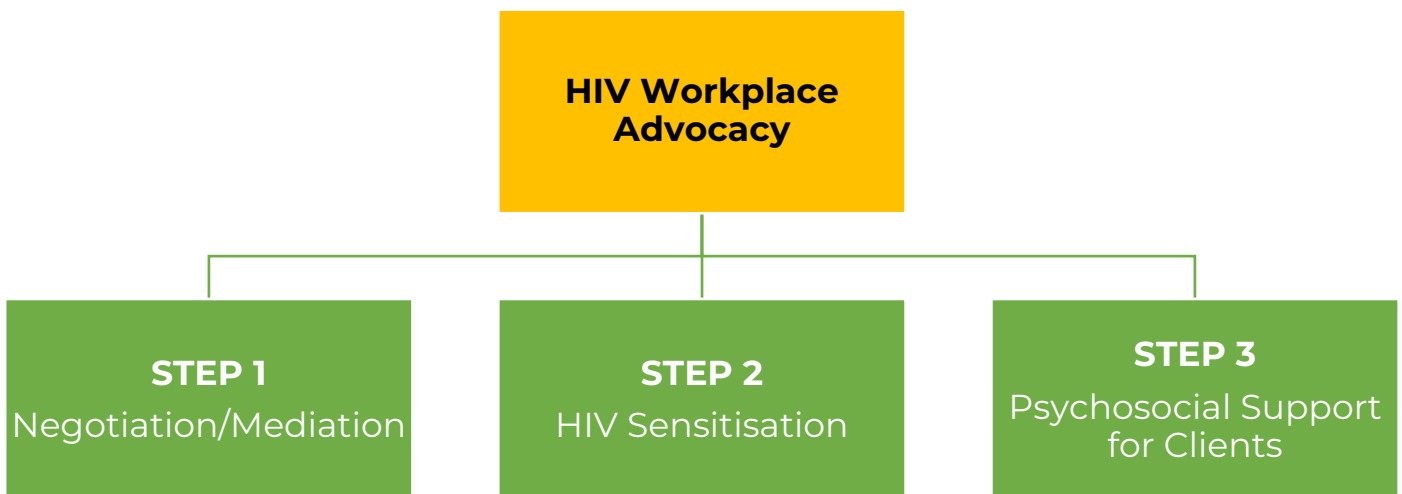 HIV Workplace
Advocacy
STEP 1
Negotiation/Mediation
STEP 2
HIV Sensitisation
STEP 3
Psychosocial Support
for Clients